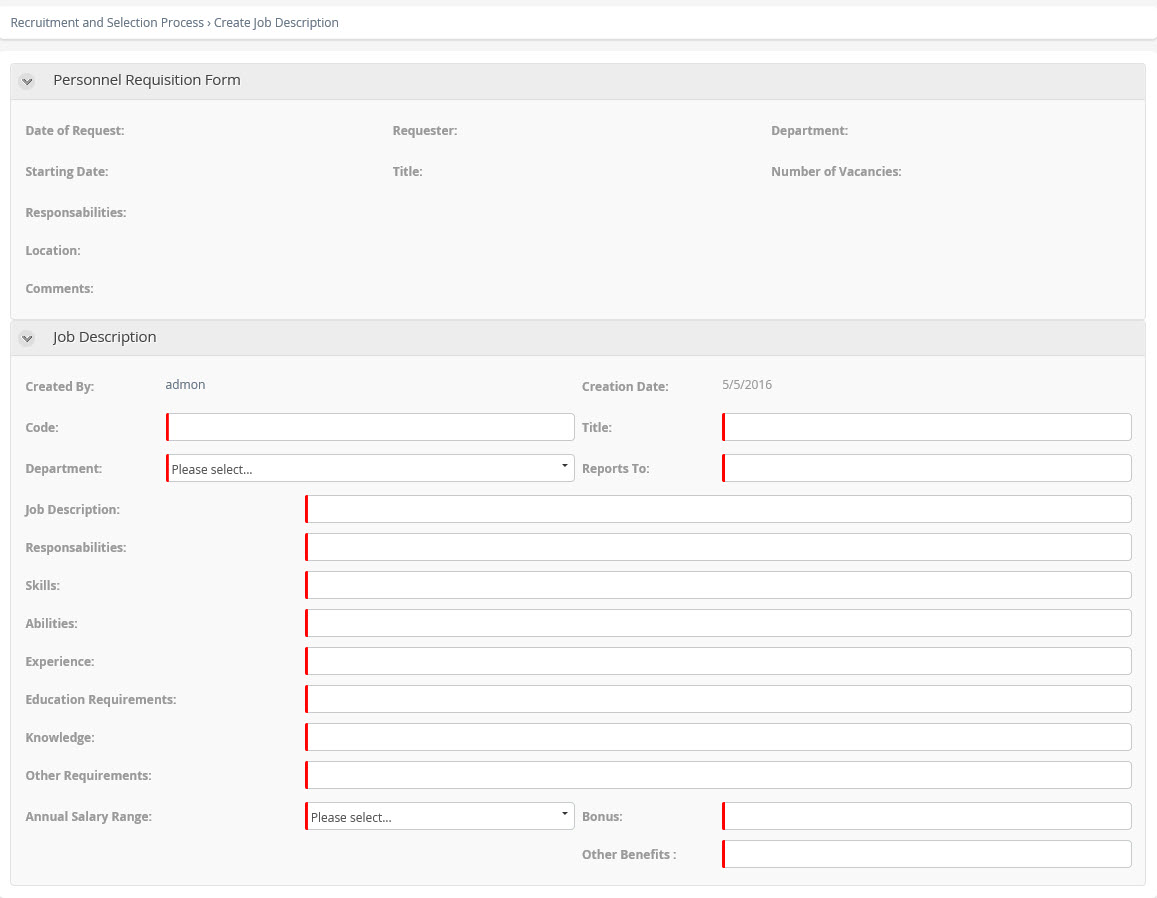 Recruitment and Selection Process › Create Job Description
Personnel Requisition Form
Date of Request: Requester: Department:
Starting Date: Title: Number of Vacancies:
Responsabilities:
Location:
Comments:
Job Description
Created By: admon Creation Date: 5/5/2016
Code: Title:
Department: Please select... Reports To:
Job Description:
Responsabilities:
Skills:
Abilities:
Experience:
Education Requirements:
Knowledge:
Other Requirements:
Annual Salary Range: Please select... Bonus:
Other Benefits :